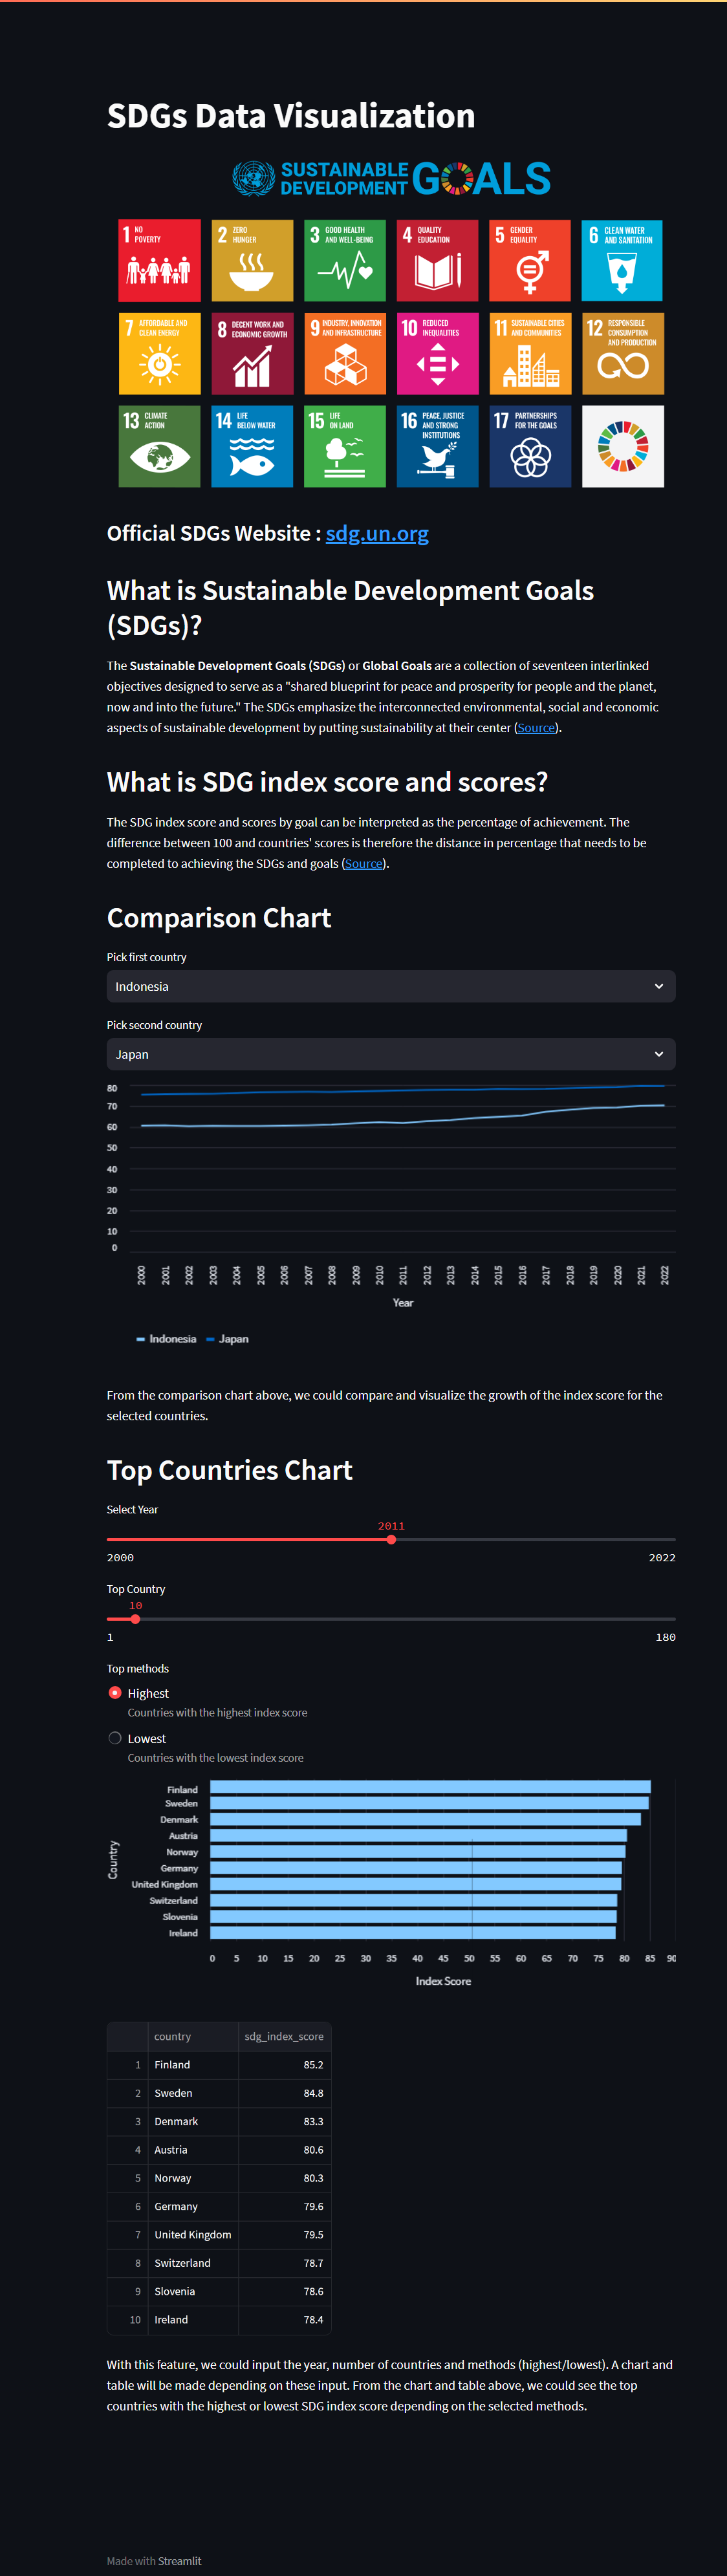 SDGs Data Visualization
SUSTAINABLE
DEVELOPMENT GOALS
1 NO
POVERTY
2 ZERO
HUNGER
3 GOOD HEALTH
AND WELL-BEING
4 QUALITY
EDUCATION
5 GENDER
EQUALITY
6 CLEAN WATER
AND SANITATION
7 AFFORDABLE AND
CLEAN ENERGY
8 DECENT WORK AND
ECONOMIC GROWTH
9 INDUSTRY, INNOVATION
AND INFRASTRUCTURE
10 REDUCED
INEQUALITIES
11 SUSTAINABLE CITIES
AND COMMUNITIES
12 RESPONSIBLE
CONSUMPTION
AND PRODUCTION
13 CLIMATE
ACTION
14 LIFE
BELOW WATER
15 LIFE
ON LAND
16 PEACE, JUSTICE
AND STRONG
INSTITUTIONS
17 PARTNERSHIPS
FOR THE GOALS
Official SDGs Website : sdg.un.org
What is Sustainable Development Goals
(SDGs)?
The Sustainable Development Goals (SDGs) or Global Goals are a collection of seventeen interlinked
objectives designed to serve as a "shared blueprint for peace and prosperity for people and the planet,
now and into the future." The SDGs emphasize the interconnected environmental, social and economic
aspects of sustainable development by putting sustainability at their center (Source).
What is SDG index score and scores?
The SDG index score and scores by goal can be interpreted as the percentage of achievement. The
difference between 100 and countries' scores is therefore the distance in percentage that needs to be
completed to achieving the SDGs and goals (Source).
Comparison Chart
Pick first country
Indonesia
Pick second country
Japan
80
70
60
50
40
30
20
10
0
2000 2001 2002 2003 2004 2005 2006 2007 2008 2009 2010 2011 2012 2013 2014 2015 2016 2017 2018 2019 2020 2021 2022
Year
Indonesia Japan
From the comparison chart above, we could compare and visualize the growth of the index score for the
selected countries.
Top Countries Chart
Select Year
2011
2000 2022
Top Country
10
1 180
Top methods
Highest
Countries with the highest index score
Lowest
Countries with the lowest index score
Country
Finland
Sweden
Denmark
Austria
Norway
Germany
United Kingdom
Switzerland
Slovenia
Ireland
0 5 10 15 20 25 30 35 40 45 50 55 60 65 70 75 80 85 90
Index Score
country sdg_index_score
1 Finland 85.2
2 Sweden 84.8
3 Denmark 83.3
4 Austria 80.6
5 Norway 80.3
6 Germany 79.6
7 United Kingdom 79.5
8 Switzerland 78.7
9 Slovenia 78.6
10 Ireland 78.4
With this feature, we could input the year, number of countries and methods (highest/lowest). A chart and
table will be made depending on these input. From the chart and table above, we could see the top
countries with the highest or lowest SDG index score depending on the selected methods.
Made with Streamlit